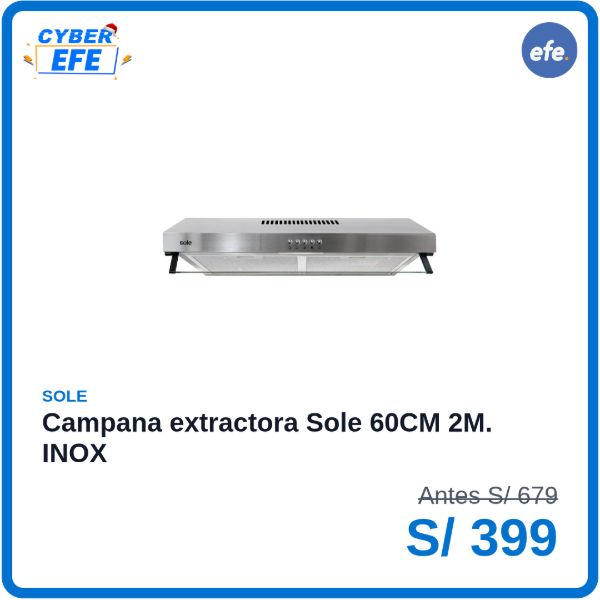 CYBER
EFE
efe.
sole
SOLE
Campana extractora Sole 60CM 2M.
INOX
Antes S/ 679
S/ 399